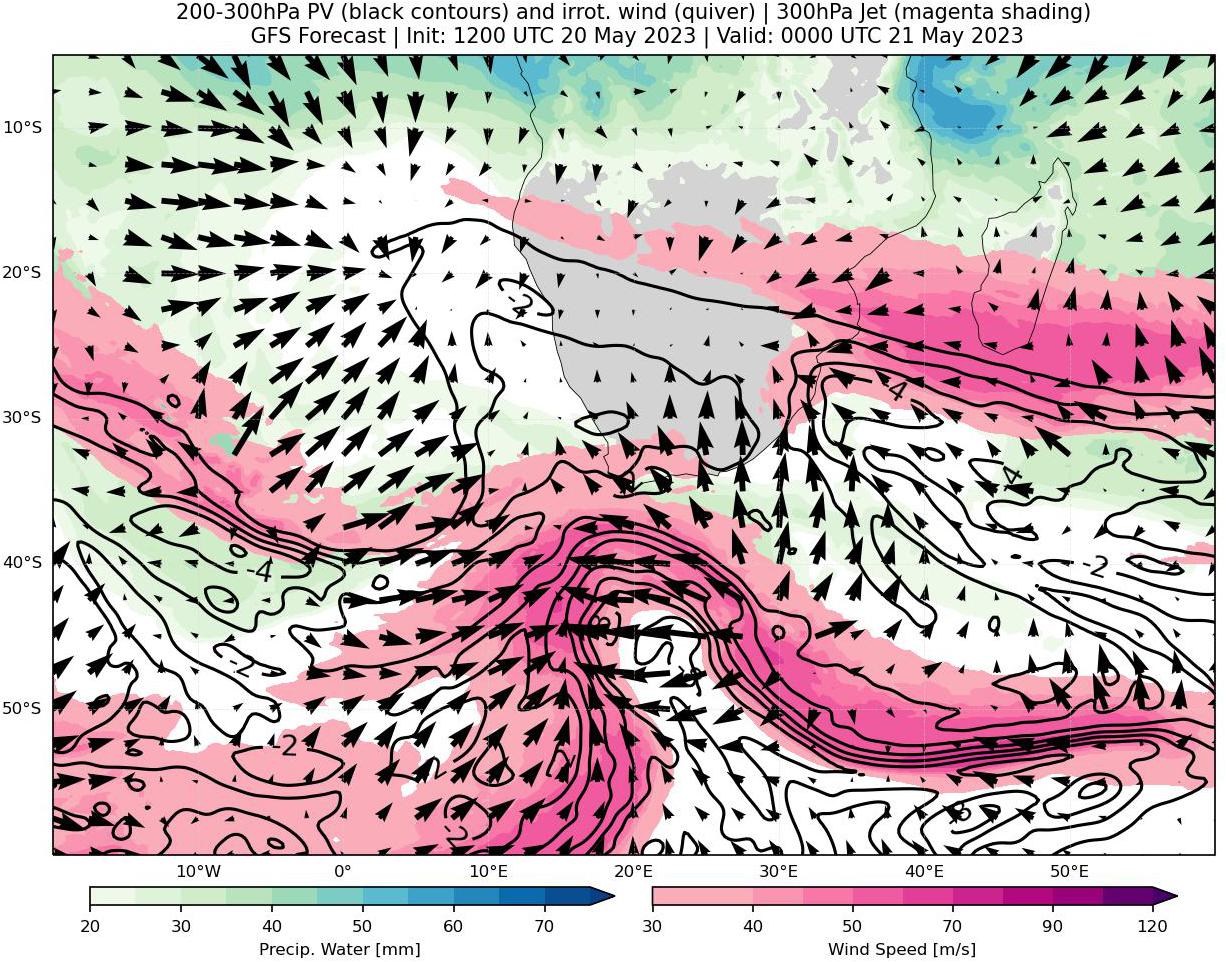 200-300hPa PV (black contours) and irrot. wind (quiver) | 300hPa Jet (magenta shading)
GFS Forecast | Init: 1200 UTC 20 May 2023 | Valid: 0000 UTC 21 May 2023
10°S
20°S
30°S
40°S
50°S
-2
-4
0
-4
-4
-2
0
-2
-2
-2
10°W 0° 10°E 20°E 30°E 40°E 50°E
20 30 40 50 60 70
Precip. Water [mm]
30 40 50 70 90 120
Wind Speed [m/s]